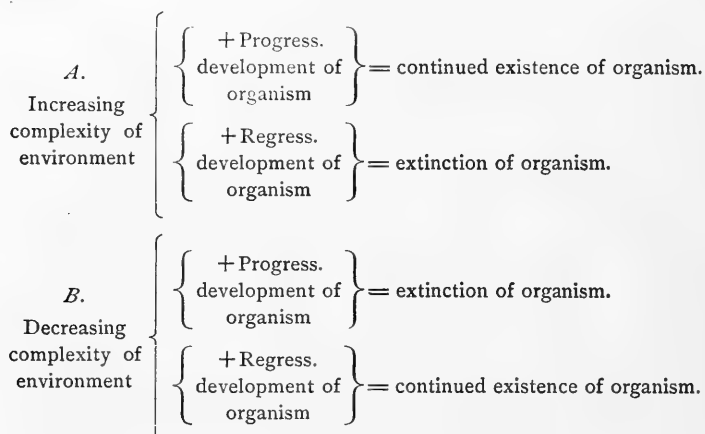 A.
Increasing
complexity of
environment
+ Progress.
development of
organism
= continued existence of organism.
+ Regress.
development of
organism
= extinction of organism.
B.
Decreasing
complexity of
environment
+ Progress.
development of
organism
= extinction of organism.
+ Regress.
development of
organism
= continued existence of organism.